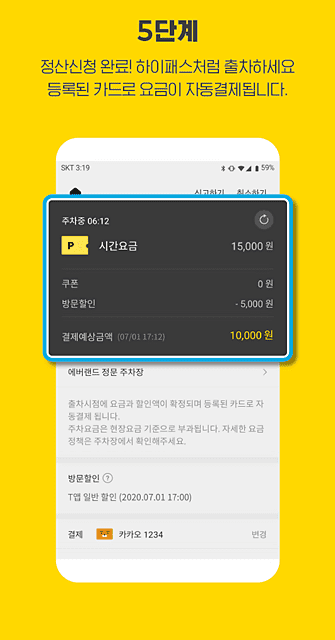 5단계
정산신청 완료! 하이패스처럼 출차하세요
등록된 카드로 요금이 자동결제됩니다.
SKT 3:19
59%
신고하기 취소하기
주차중 06:12
P 시간요금 15,000 원
쿠폰 0 원
방문할인 - 5,000 원
결제예상금액 (07/01 17:12) 10,000 원
에버랜드 정문 주차장
출차시점에 요금과 할인액이 확정되며 등록된 카드로 자
동결제 됩니다.
주차요금은 현장요금 기준으로 부과됩니다. 자세한 요금
정책은 주차장에서 확인해주세요.
방문할인 ?
T맵 일반 할인 (2020.07.01 17:00)
결제 카카오 1234 변경